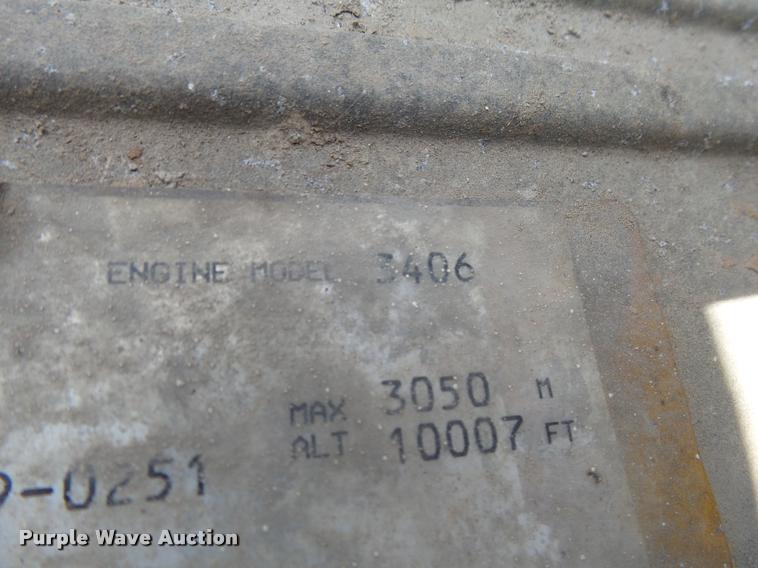 ENGINE MODEL 3406
MAX 3050 M
ALT 10007 FT
-0251
Purple Wave Auction